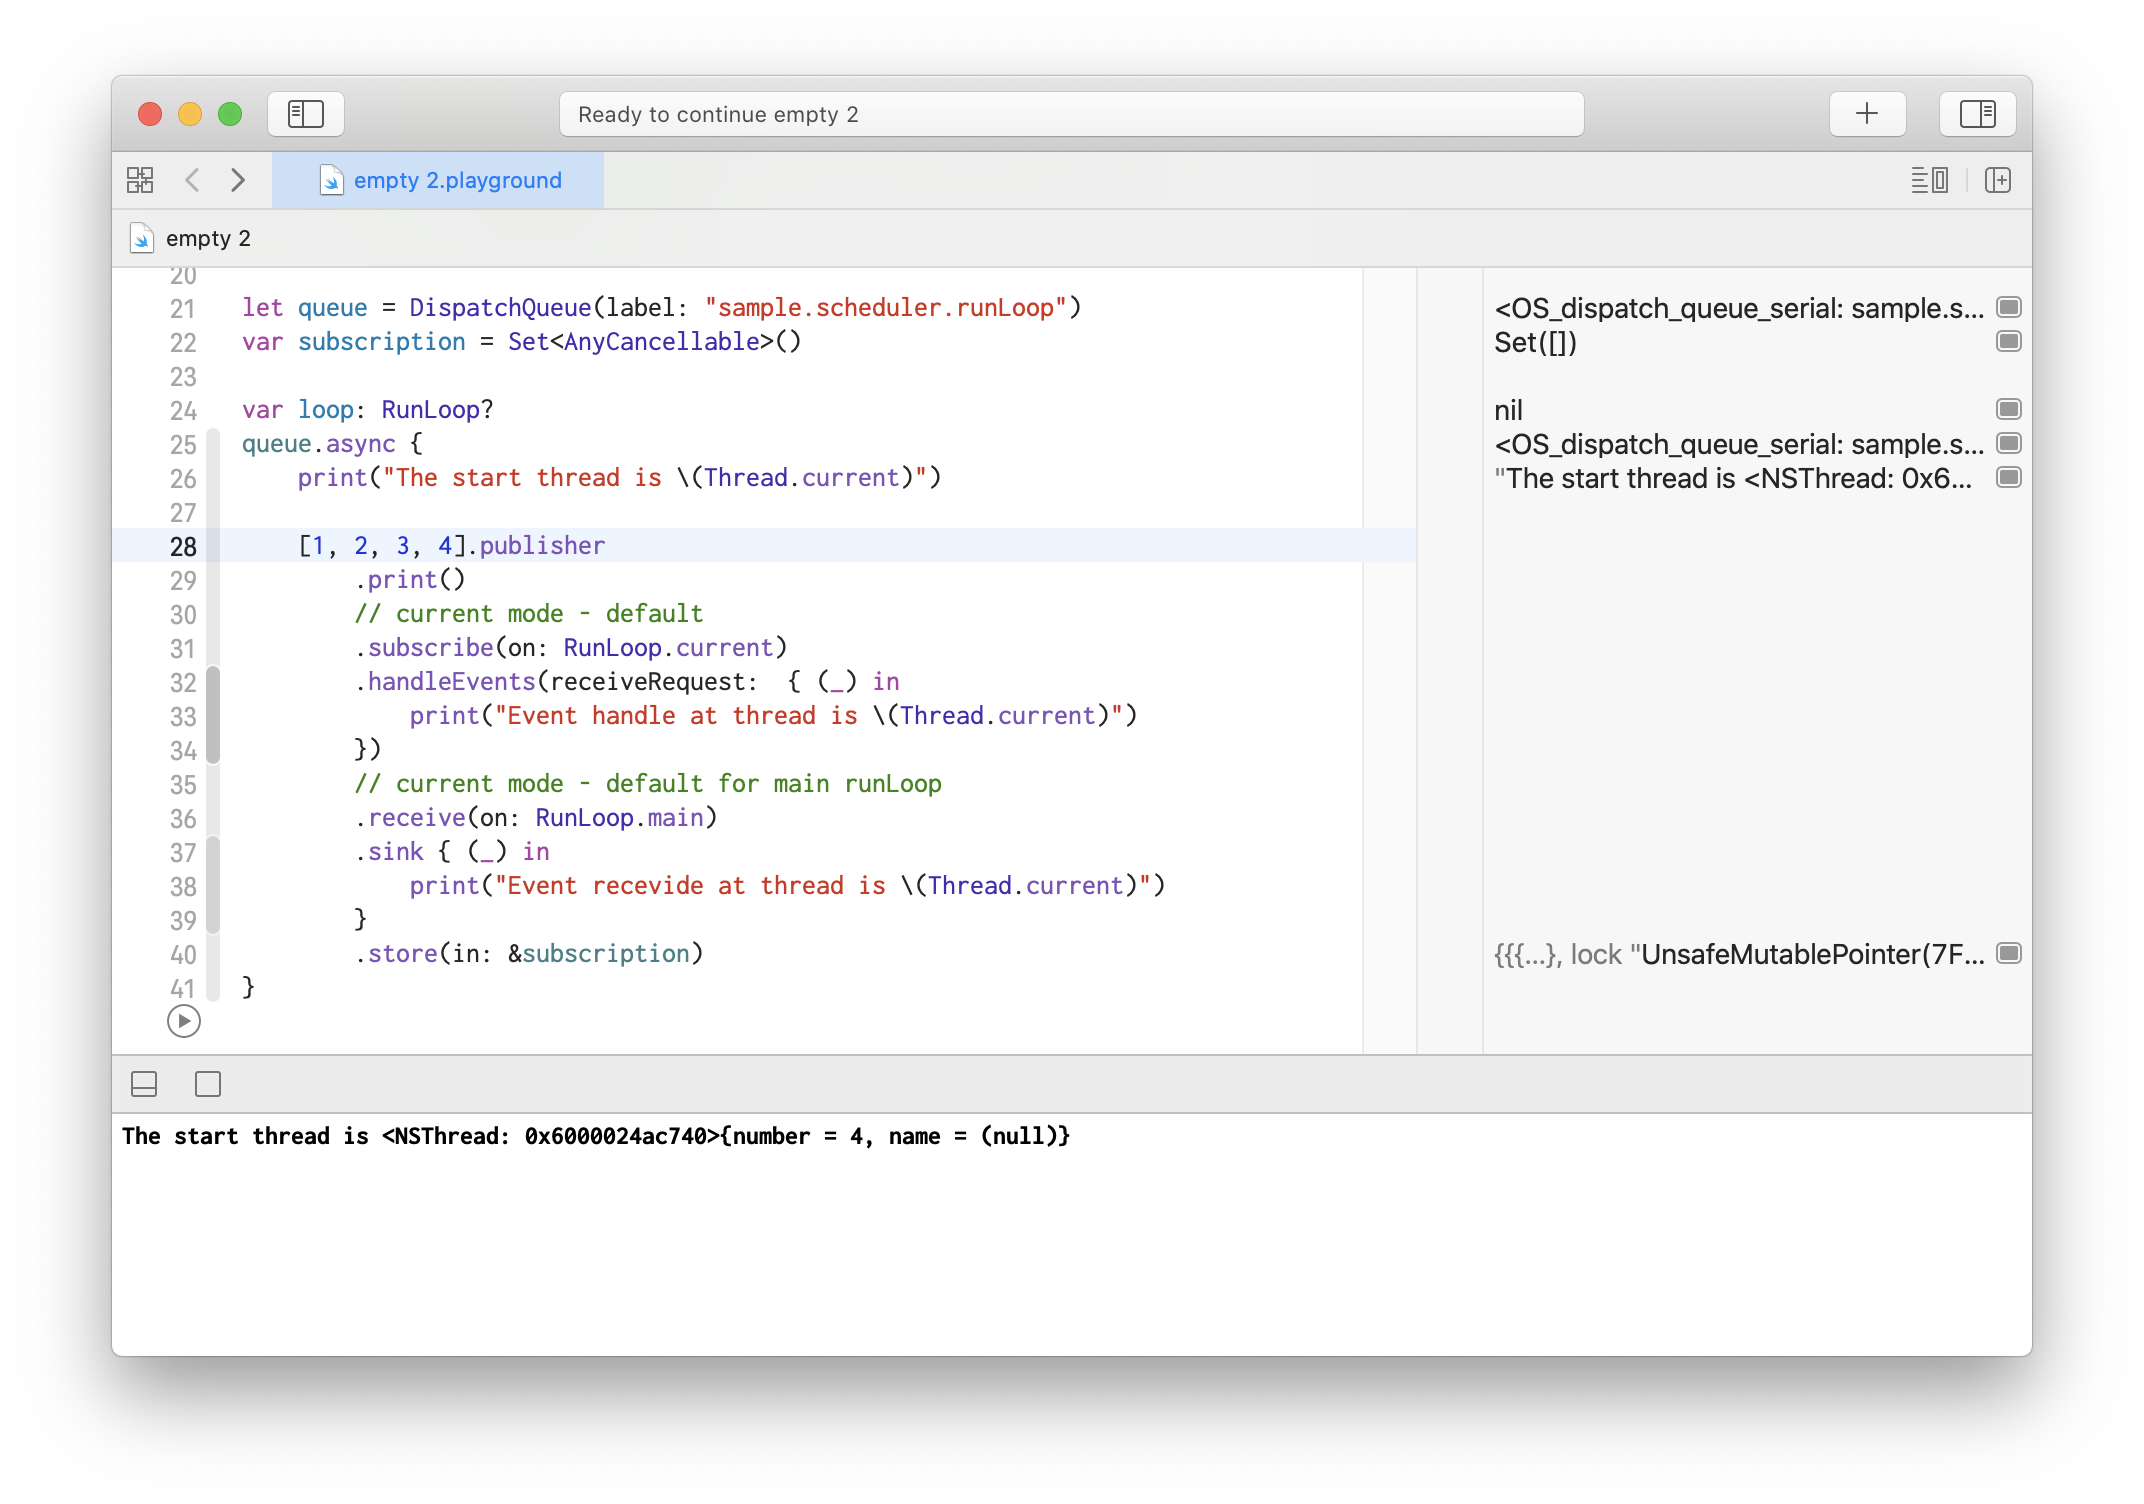 Ready to continue empty 2
empty 2.playground
empty 2
20
21 let queue = DispatchQueue(label: "sample.scheduler.runLoop") <OS_dispatch_queue_serial: sample.s...
22 var subscription = Set<AnyCancellable>() Set([])
23
24 var loop: RunLoop? nil
25 queue.async { <OS_dispatch_queue_serial: sample.s...
26     print("The start thread is \(Thread.current)") "The start thread is <NSThread: 0x6...
27
28     [1, 2, 3, 4].publisher
29         .print()
30         // current mode - default
31         .subscribe(on: RunLoop.current)
32         .handleEvents(receiveRequest:  { (_) in
33             print("Event handle at thread is \(Thread.current)")
34         })
35         // current mode - default for main runLoop
36         .receive(on: RunLoop.main)
37         .sink { (_) in
38             print("Event recevide at thread is \(Thread.current)")
39         }
40         .store(in: &subscription) {{{...}, lock "UnsafeMutablePointer(7F...
41 }
The start thread is <NSThread: 0x6000024ac740>{number = 4, name = (null)}